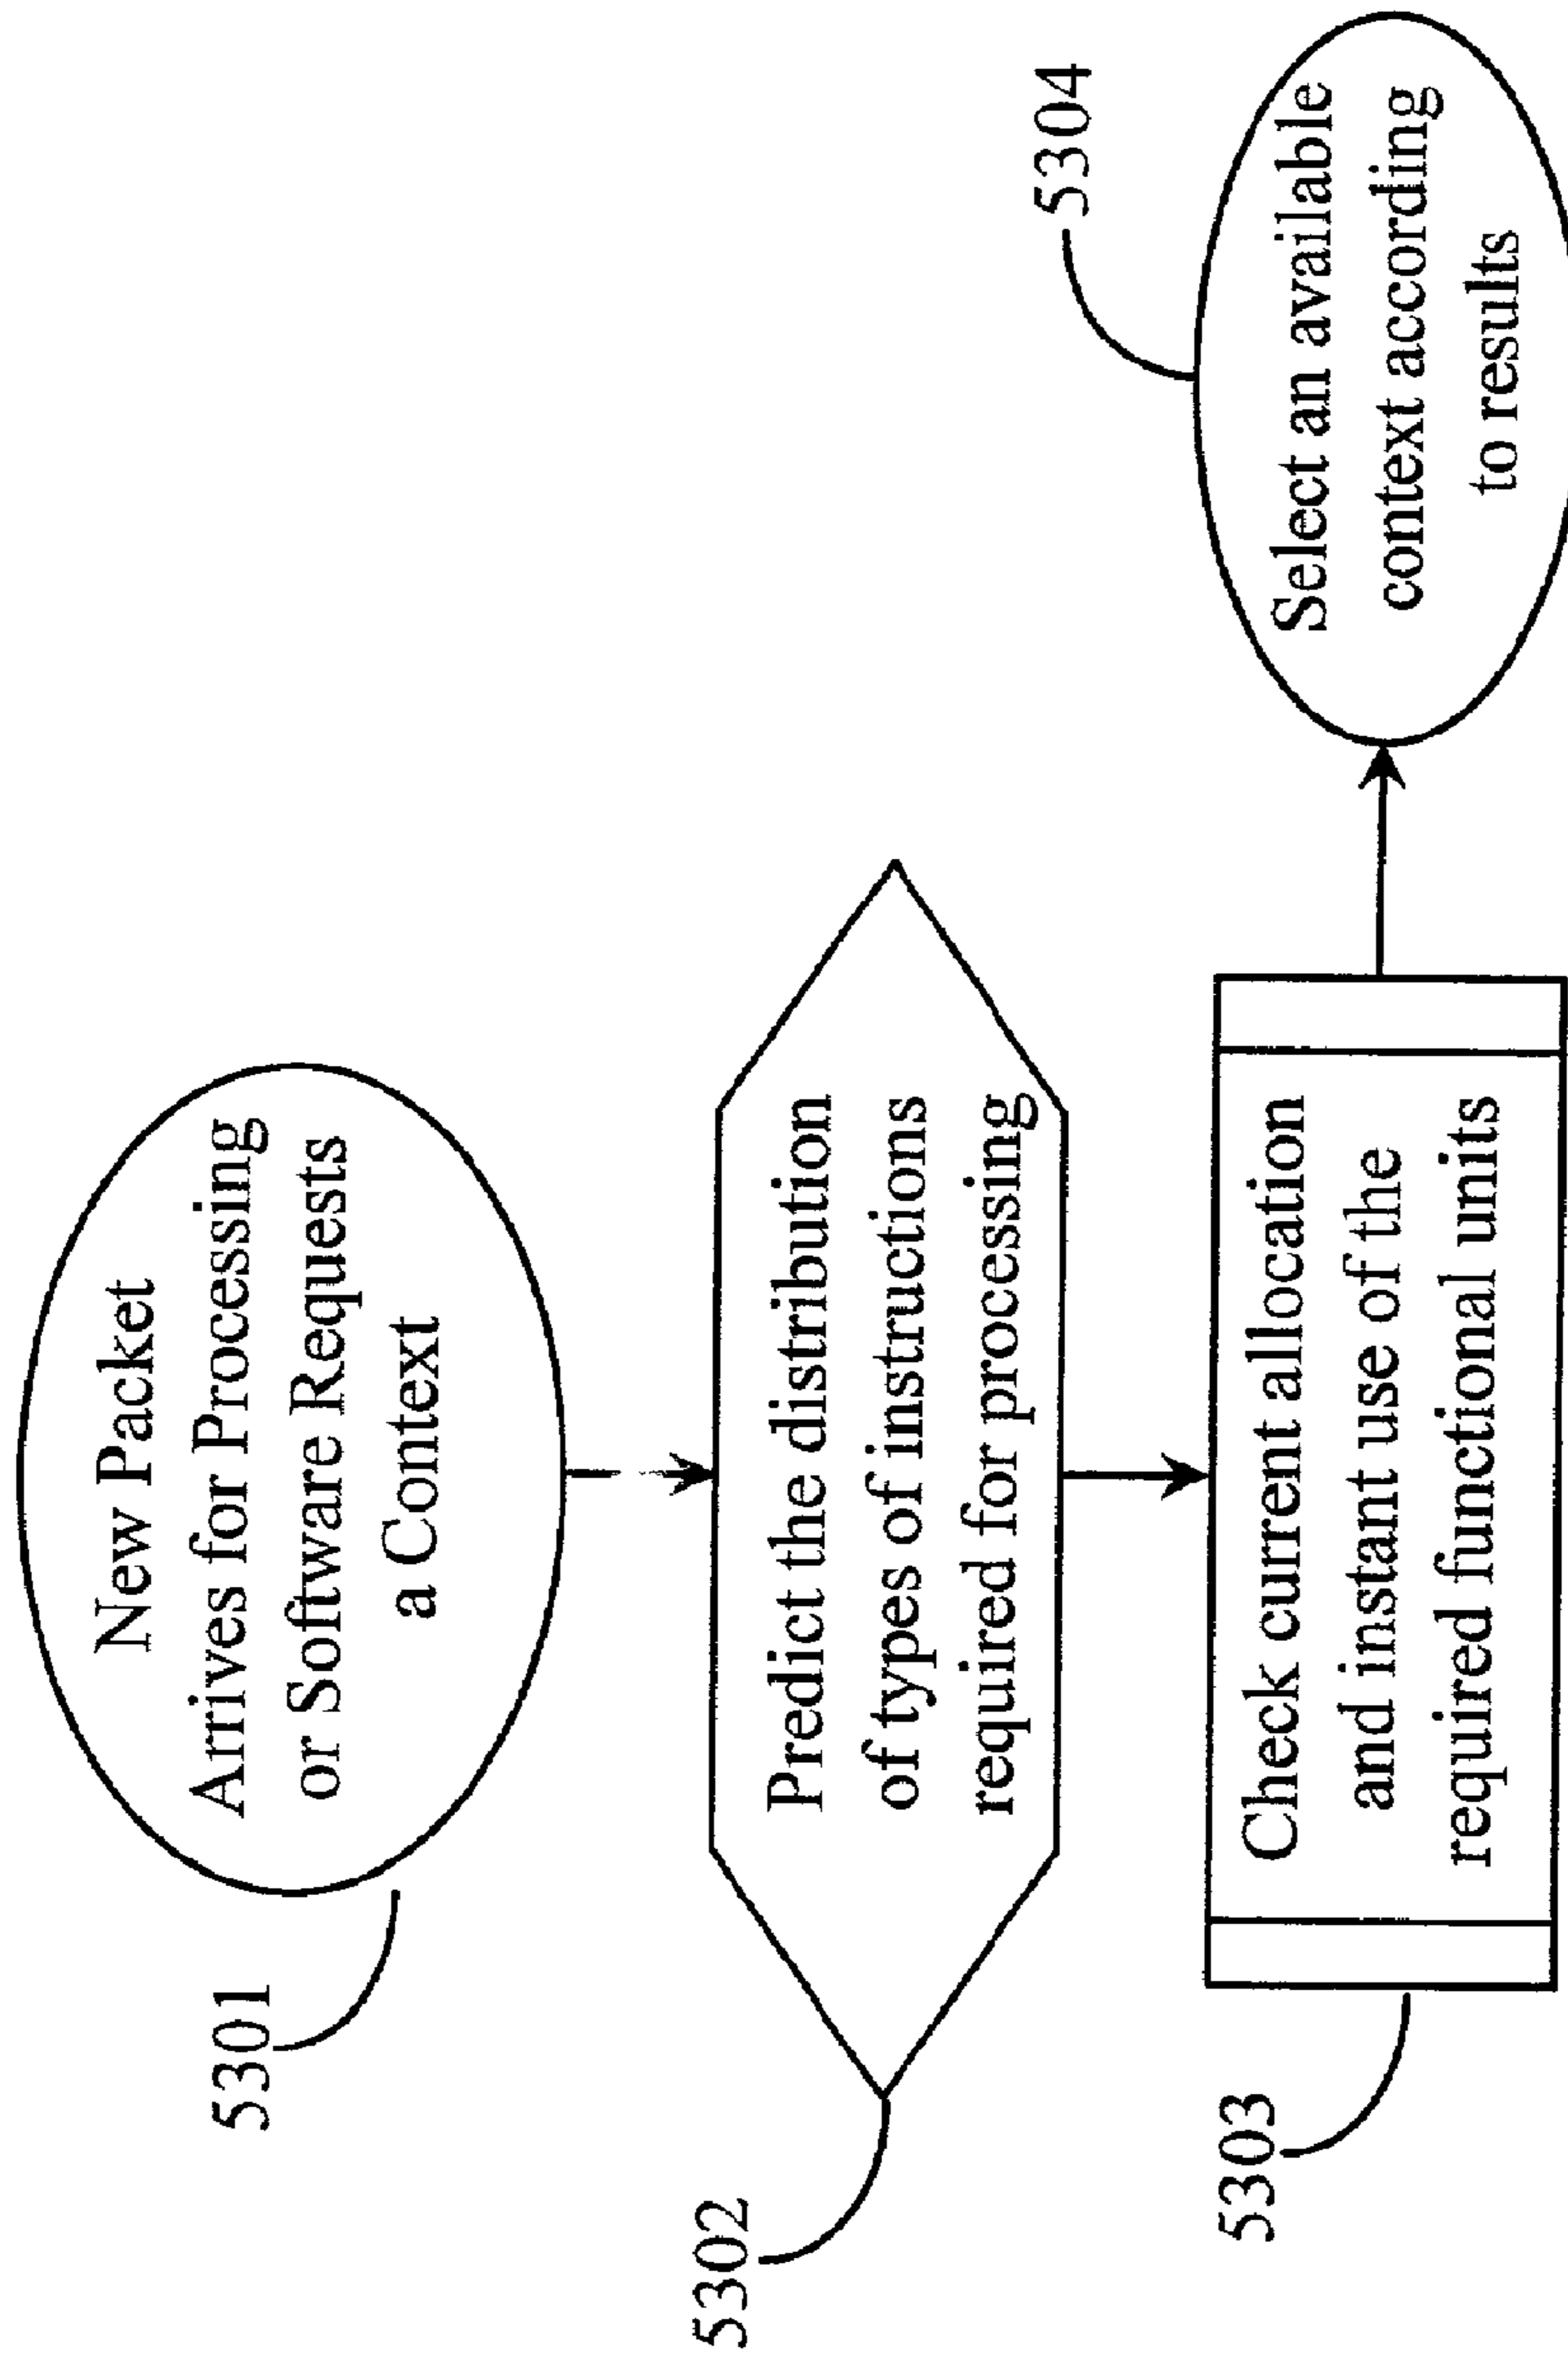 5301
New Packet
Arrives for Processing
or Software Requests
a Context
5302
Predict the distribution
of types of instructions
required for processing
5303
Check current allocation
and instant use of the
required functional units
5304
Select an available
context according
to results